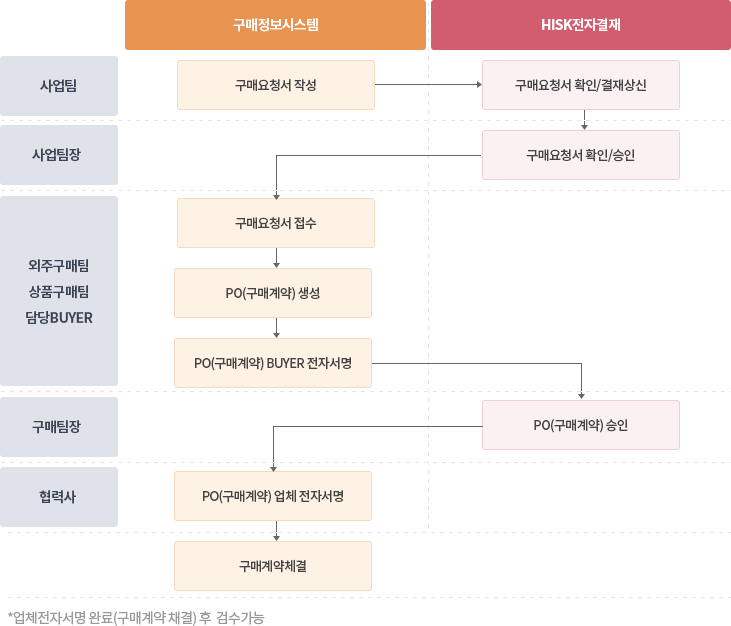 구매정보시스템
HISK전자결재
사업팀
구매요청서 작성
구매요청서 확인/결재상신
사업팀장
구매요청서 확인/승인
외주구매팀
상품구매팀
담당BUYER
구매요청서 접수
PO(구매계약) 생성
PO(구매계약) BUYER 전자서명
구매팀장
PO(구매계약) 승인
협력사
PO(구매계약) 업체 전자서명
구매계약체결
*업체전자서명 완료(구매계약 체결) 후 검수가능